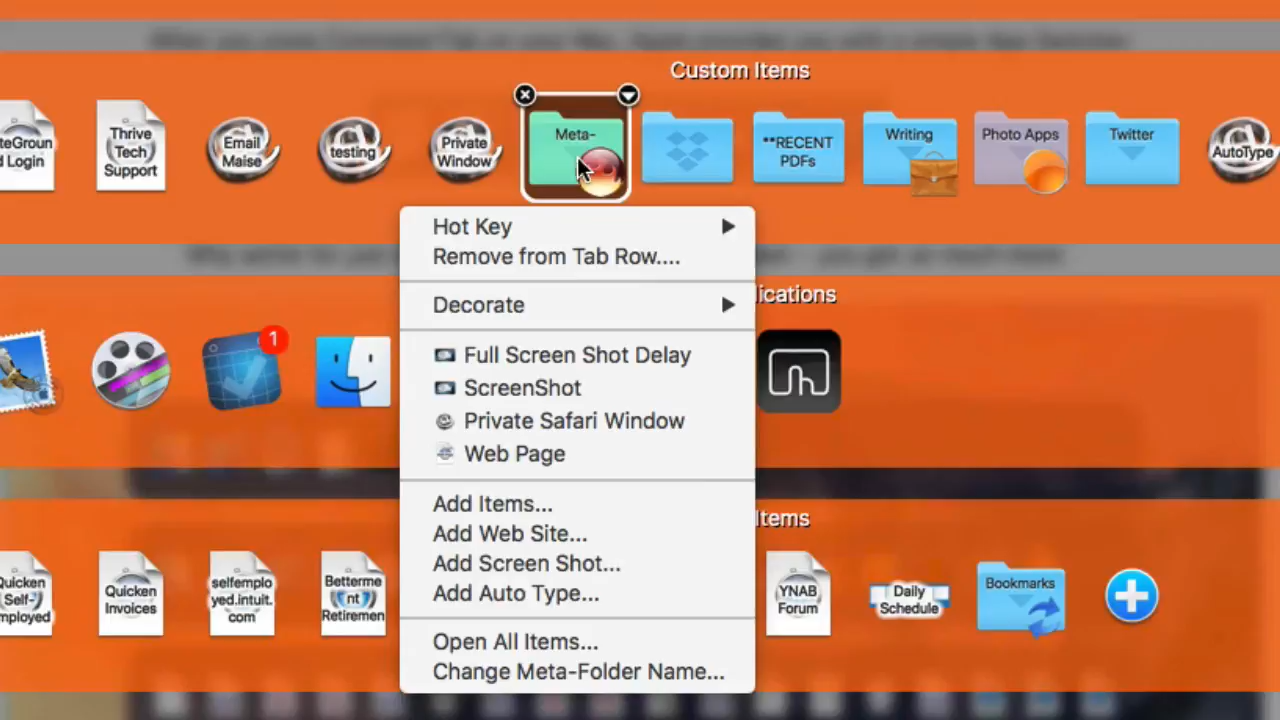 Custom Items
teGroun
d Login
Thrive
Tech
Support
Email
Maise
testing
Private
Window
Meta-
**RECENT
PDFs
Writing
Photo Apps
Twitter
AutoType
Hot Key
Remove from Tab Row....
Decorate
lications
1
Full Screen Shot Delay
ScreenShot
Private Safari Window
Web Page
Add Items...
Add Web Site...
Add Screen Shot...
Add Auto Type...
Open All Items...
Change Meta-Folder Name...
Items
Quicken
Self-
mployed
Quicken
Invoices
selfemplo
yed.intuit.
com
Betterme
nt
Retiremen
YNAB
Forum
Daily
Schedule
Bookmarks